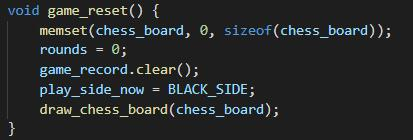 void game_reset() {
    memset(chess_board, 0, sizeof(chess_board));
    rounds = 0;
    game_record.clear();
    play_side_now = BLACK_SIDE;
    draw_chess_board(chess_board);
}